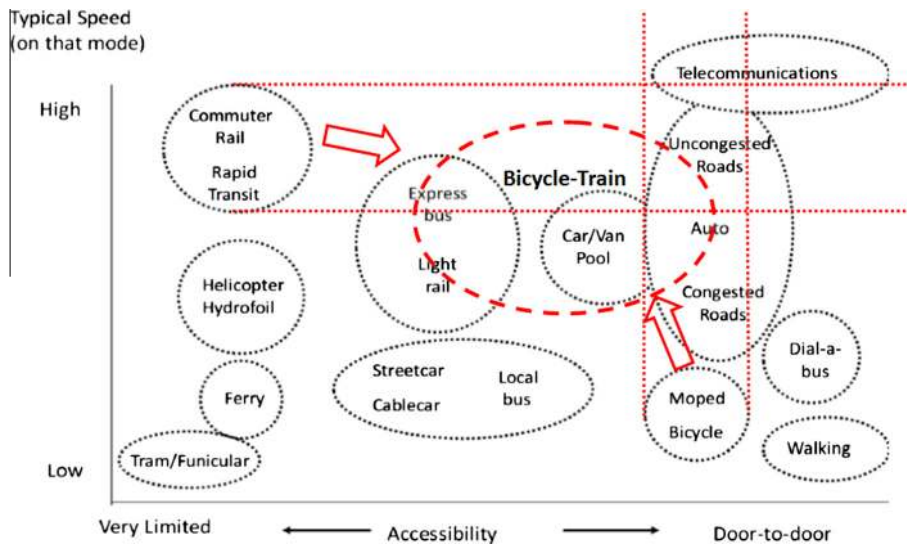 Typical Speed
(on that mode)
High
Low
Telecommunications
Commuter
Rail
Rapid
Transit
Uncongested
Roads
Bicycle-Train
Express
bus
Light
rail
Car/Van
Pool
Auto
Congested
Roads
Helicopter
Hydrofoil
Dial-a-
bus
Streetcar
Cablecar
Local
bus
Ferry
Moped
Bicycle
Tram/Funicular
Walking
Very Limited
Accessibility
Door-to-door